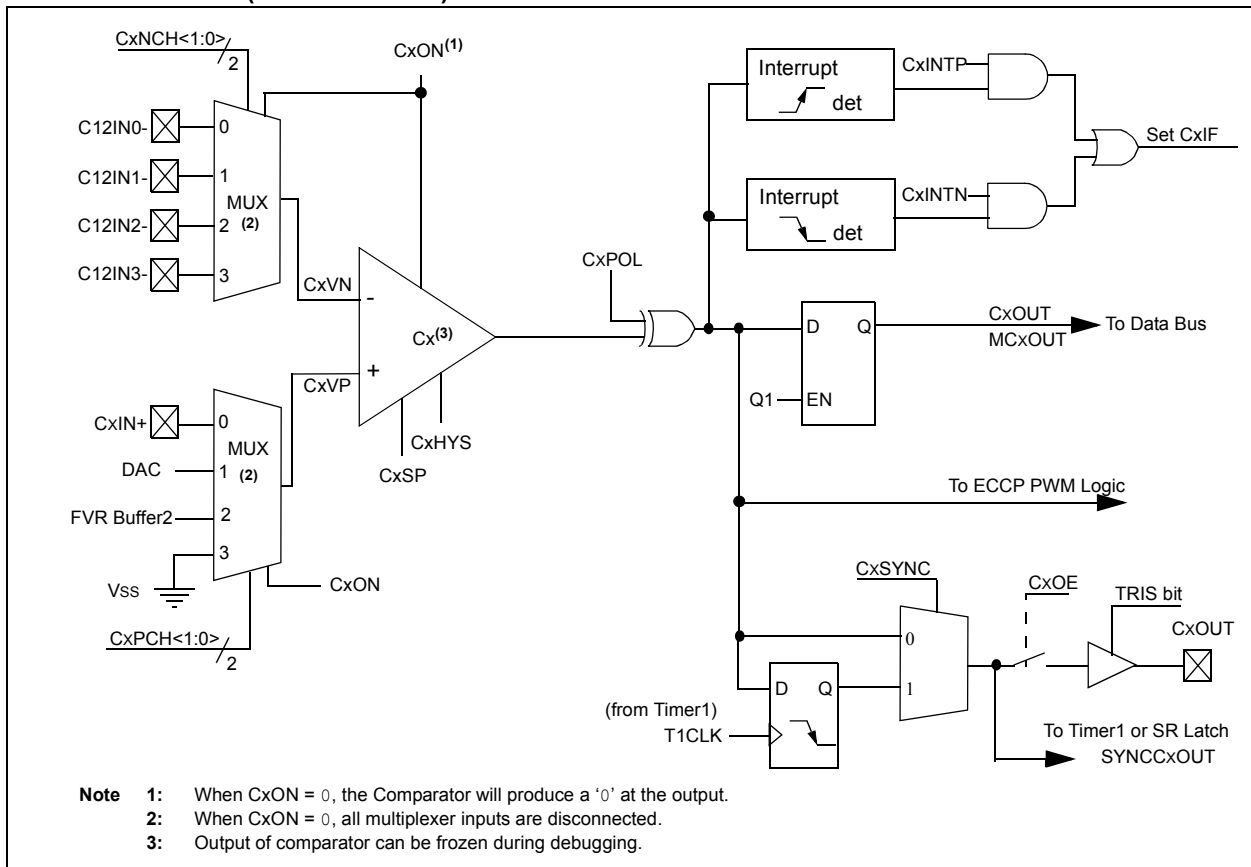 CxNCH<1:0>
2
CxON(1)
C12IN0-
0
C12IN1-
1
MUX
(2)
C12IN2-
2
C12IN3-
3
CxVN
-
Cx(3)
CxVP
+
CxHYS
CxSP
CxIN+
0
MUX
(2)
DAC
1
FVR Buffer2
2
3
Vss
CxON
CxPCH<1:0>
2
CxPOL
Interrupt
det
CxINTP
Interrupt
det
CxINTN
Set CxIF
D
Q
Q1
EN
CxOUT
MCxOUT
To Data Bus
To ECCP PWM Logic
CxSYNC
0
1
D
Q
(from Timer1)
T1CLK
CxOE
TRIS bit
CxOUT
To Timer1 or SR Latch
SYNCCxOUT
Note 1: When CxON = 0, the Comparator will produce a ‘0’ at the output.
2: When CxON = 0, all multiplexer inputs are disconnected.
3: Output of comparator can be frozen during debugging.